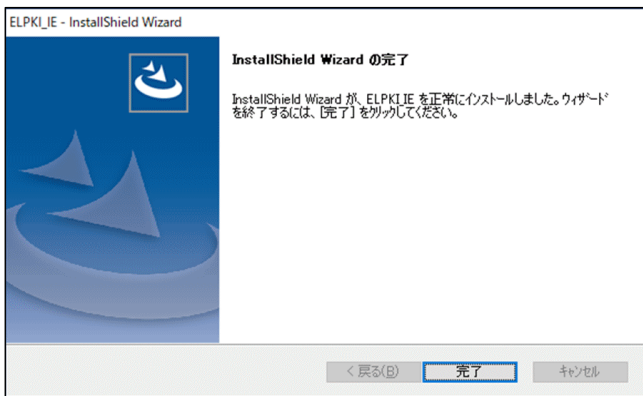 ELPKI_IE - InstallShield Wizard
InstallShield Wizard の完了
InstallShield Wizard が、ELPKI_IE を正常にインストールしました。ウィザード
を終了するには、[完了] をクリックしてください。
< 戻る(B)
完了
キャンセル